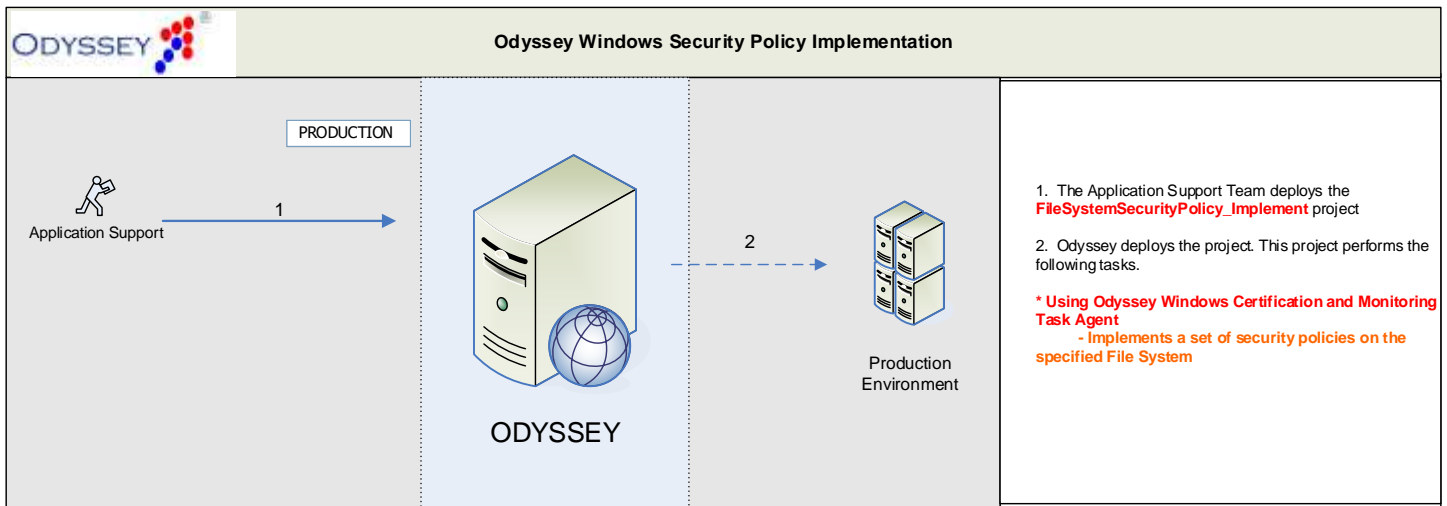 ODYSSEY ®
Odyssey Windows Security Policy Implementation
PRODUCTION
Application Support
1
ODYSSEY
2
Production
Environment
1. The Application Support Team deploys the
FileSystemSecurityPolicy_Implement project
2. Odyssey deploys the project. This project performs the
following tasks.
* Using Odyssey Windows Certification and Monitoring
Task Agent
- Implements a set of security policies on the
specified File System